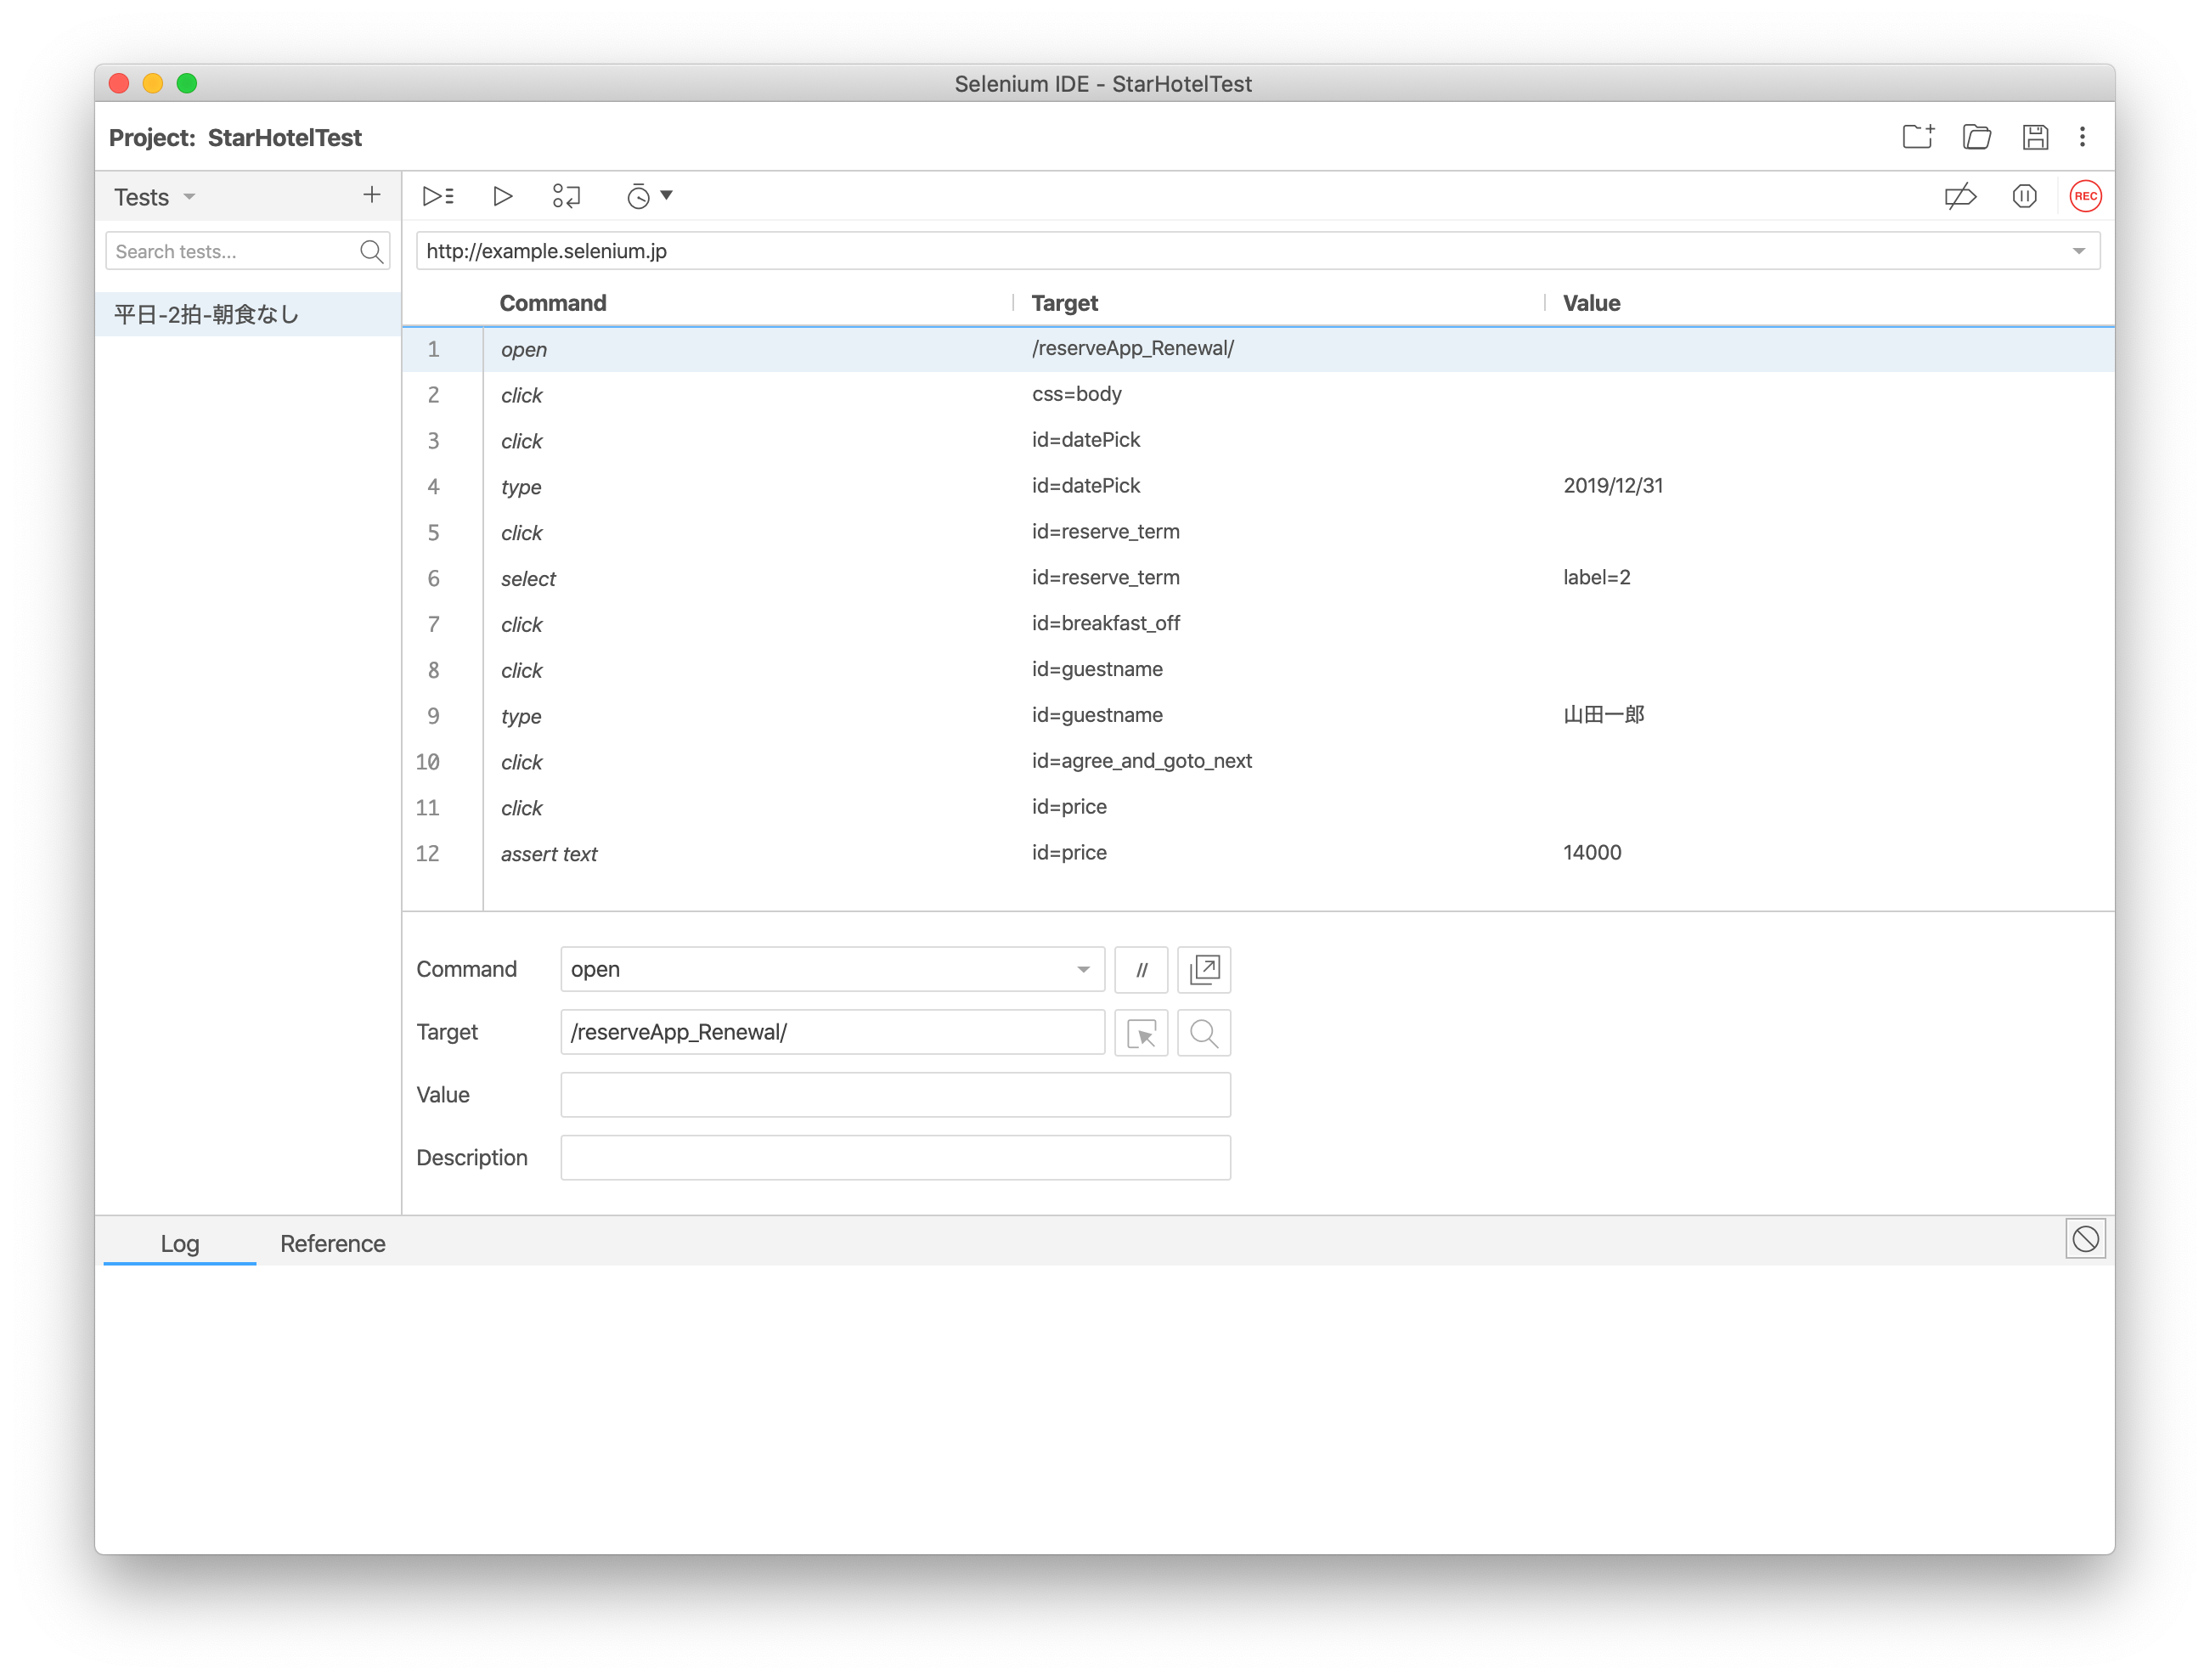 Selenium IDE - StarHotelTest
Project: StarHotelTest
Tests
REC
Search tests...
http://example.selenium.jp
平日-2拍-朝食なし
Command Target Value
1 open /reserveApp_Renewal/
2 click css=body
3 click id=datePick
4 type id=datePick 2019/12/31
5 click id=reserve_term
6 select id=reserve_term label=2
7 click id=breakfast_off
8 click id=guestname
9 type id=guestname 山田一郎
10 click id=agree_and_goto_next
11 click id=price
12 assert text id=price 14000
Command open //
Target /reserveApp_Renewal/
Value
Description
Log Reference